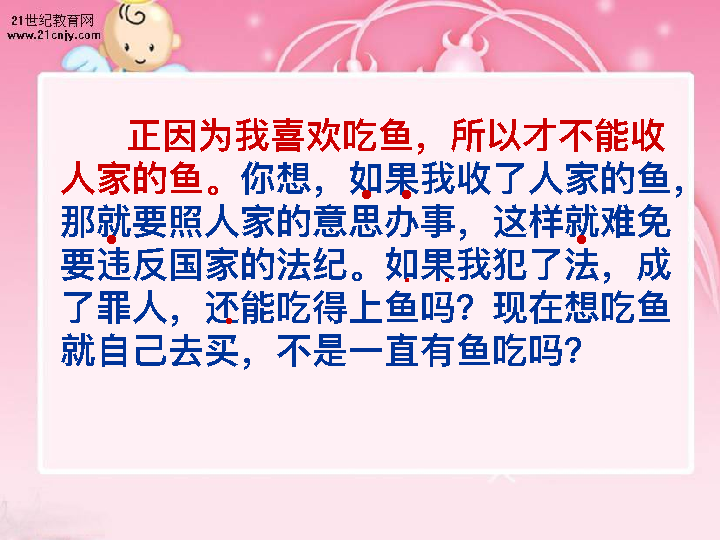 21世纪教育网
www.21cnjy.com
正因为我喜欢吃鱼，所以才不能收
人家的鱼。你想，如果我收了人家的鱼，
那就要照人家的意思办事，这样就难免
要违反国家的法纪。如果我犯了法，成
了罪人，还能吃得上鱼吗？现在想吃鱼
就自己去买，不是一直有鱼吃吗？